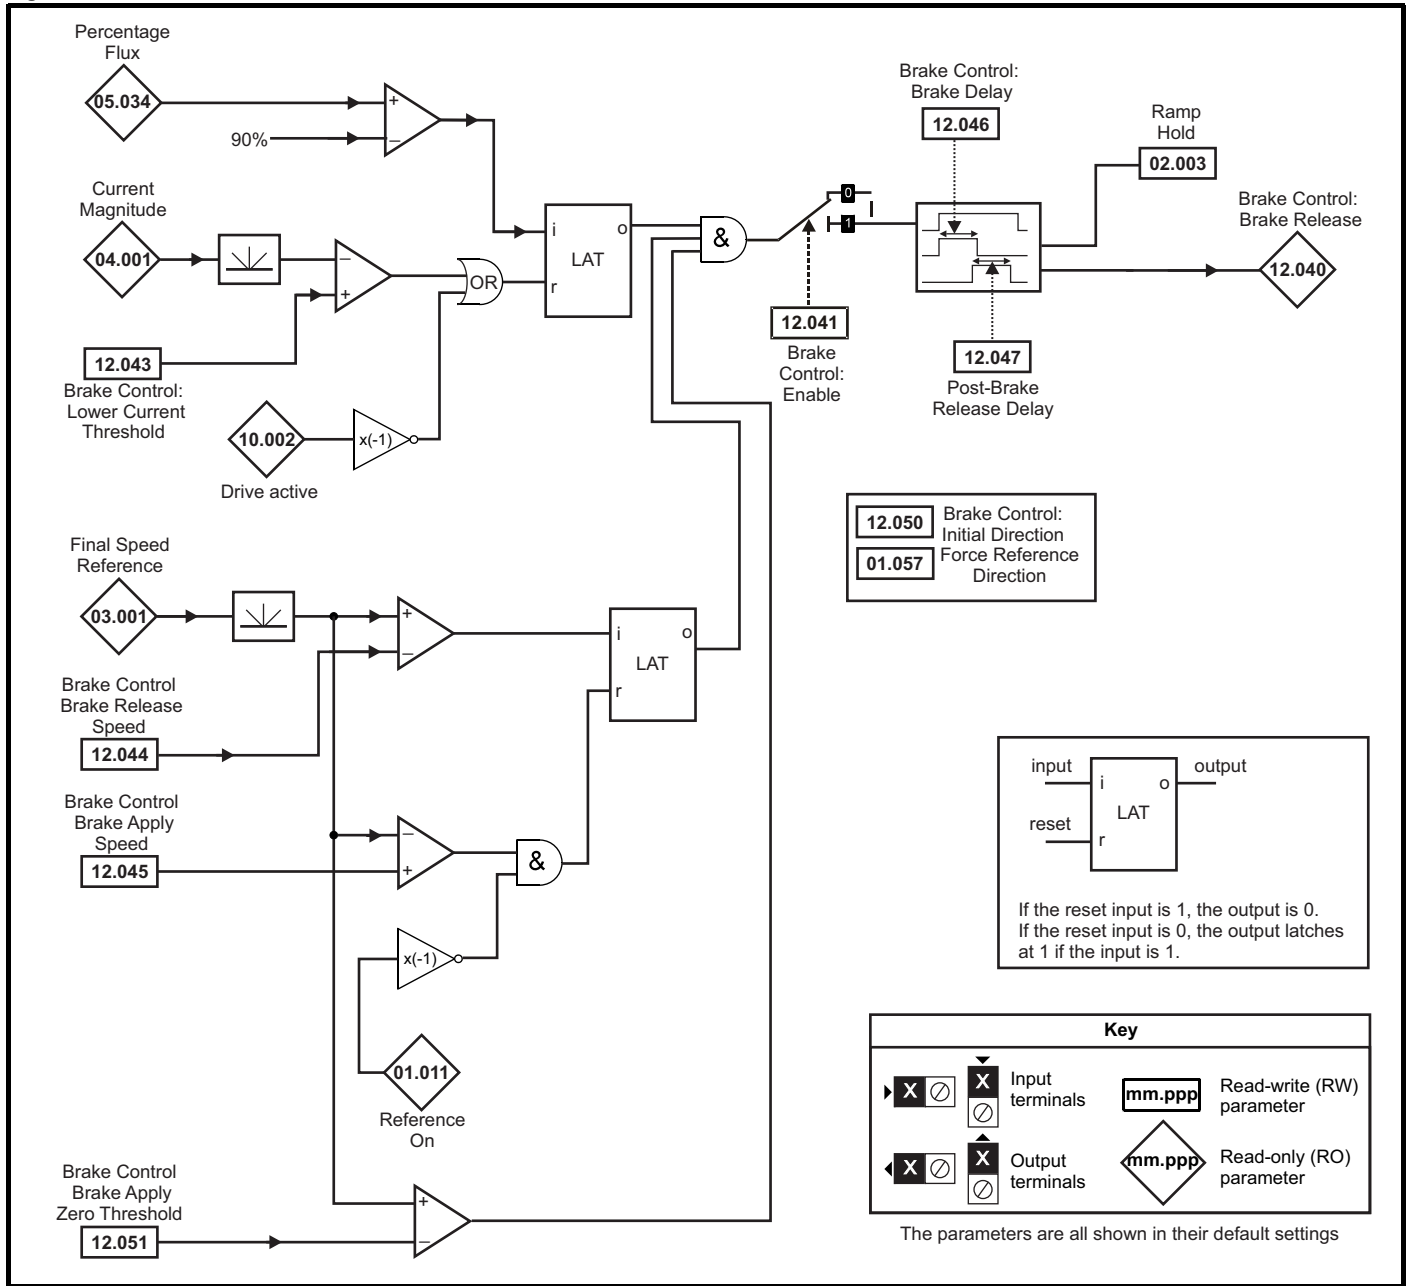 Percentage
Flux
05.034
+
90%
–
Current
Magnitude
04.001
–
+
OR
12.043
Brake Control:
Lower Current
Threshold
10.002
x(-1)
Drive active
i
o
LAT
r
&
0
1
12.041
Brake
Control:
Enable
Brake Control:
Brake Delay
12.046
12.047
Post-Brake
Release Delay
Ramp
Hold
02.003
Brake Control:
Brake Release
12.040
12.050
Brake Control:
Initial Direction
01.057
Force Reference
Direction
Final Speed
Reference
03.001
+
–
Brake Control
Brake Release
Speed
12.044
i
o
LAT
r
Brake Control
Brake Apply
Speed
12.045
–
+
&
x(-1)
01.011
Reference
On
Brake Control
Brake Apply
Zero Threshold
12.051
+
–
input
output
i
o
LAT
reset
r
If the reset input is 1, the output is 0.
If the reset input is 0, the output latches
at 1 if the input is 1.
Key
X
X
Input
terminals
mm.ppp
Read-write (RW)
parameter
X
X
Output
terminals
mm.ppp
Read-only (RO)
parameter
The parameters are all shown in their default settings